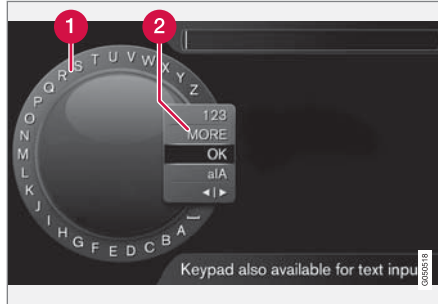 1
2
A B C D E F G H I J K L M N O P Q R S T U V W X Y Z
123
MORE
OK
a|A
◄|►
Keypad also available for text inpu
G050518